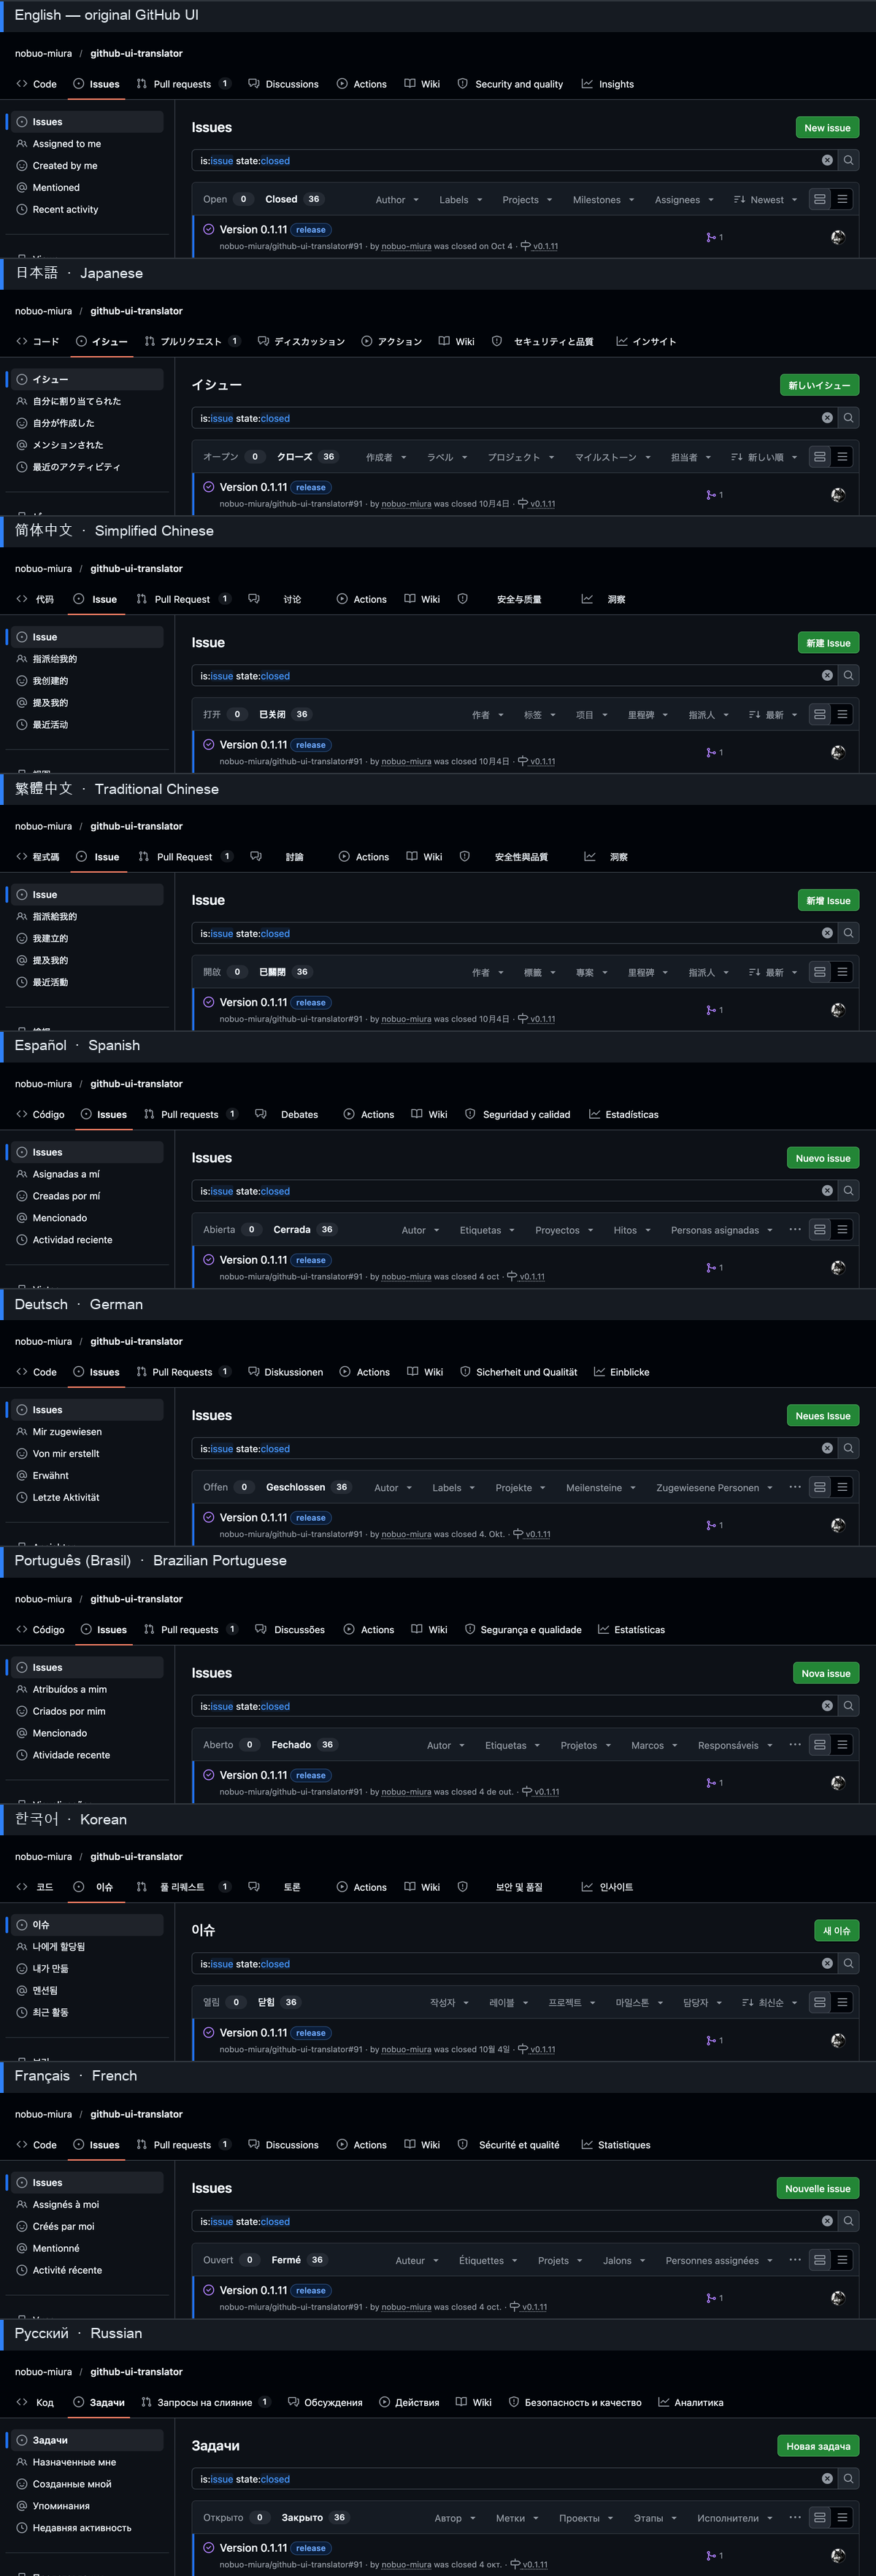 English — original GitHub UI
nobuo-miura / github-ui-translator
Code Issues Pull requests 1 Discussions Actions Wiki Security and quality Insights
Issues
Assigned to me
Created by me
Mentioned
Recent activity
Issues New issue
is:issue state:closed
Open 0 Closed 36 Author Labels Projects Milestones Assignees Newest
Version 0.1.11 release
nobuo-miura/github-ui-translator#91 · by nobuo-miura was closed on Oct 4 · v0.1.11
1
日本語 · Japanese
nobuo-miura / github-ui-translator
コード イシュー プルリクエスト 1 ディスカッション アクション Wiki セキュリティと品質 インサイト
イシュー
自分に割り当てられた
自分が作成した
メンションされた
最近のアクティビティ
イシュー 新しいイシュー
is:issue state:closed
オープン 0 クローズ 36 作成者 ラベル プロジェクト マイルストーン 担当者 新しい順
Version 0.1.11 release
nobuo-miura/github-ui-translator#91 · by nobuo-miura was closed 10月4日 · v0.1.11
1
简体中文 · Simplified Chinese
nobuo-miura / github-ui-translator
代码 Issue Pull Request 1 讨论 Actions Wiki 安全与质量 洞察
Issue
指派给我的
我创建的
提及我的
最近活动
Issue 新建 Issue
is:issue state:closed
打开 0 已关闭 36 作者 标签 项目 里程碑 指派人 最新
Version 0.1.11 release
nobuo-miura/github-ui-translator#91 · by nobuo-miura was closed 10月4日 · v0.1.11
1
繁體中文 · Traditional Chinese
nobuo-miura / github-ui-translator
程式碼 Issue Pull Request 1 討論 Actions Wiki 安全性與品質 洞察
Issue
指派給我的
我建立的
提及我的
最近活動
Issue 新增 Issue
is:issue state:closed
開啟 0 已關閉 36 作者 標籤 專案 里程碑 指派人 最新
Version 0.1.11 release
nobuo-miura/github-ui-translator#91 · by nobuo-miura was closed 10月4日 · v0.1.11
1
Español · Spanish
nobuo-miura / github-ui-translator
Código Issues Pull requests 1 Debates Actions Wiki Seguridad y calidad Estadísticas
Issues
Asignadas a mí
Creadas por mí
Mencionado
Actividad reciente
Issues Nuevo issue
is:issue state:closed
Abierta 0 Cerrada 36 Autor Etiquetas Proyectos Hitos Personas asignadas ···
Version 0.1.11 release
nobuo-miura/github-ui-translator#91 · by nobuo-miura was closed 4 oct · v0.1.11
1
Deutsch · German
nobuo-miura / github-ui-translator
Code Issues Pull Requests 1 Diskussionen Actions Wiki Sicherheit und Qualität Einblicke
Issues
Mir zugewiesen
Von mir erstellt
Erwähnt
Letzte Aktivität
Issues Neues Issue
is:issue state:closed
Offen 0 Geschlossen 36 Autor Labels Projekte Meilensteine Zugewiesene Personen ···
Version 0.1.11 release
nobuo-miura/github-ui-translator#91 · by nobuo-miura was closed 4. Okt. · v0.1.11
1
Português (Brasil) · Brazilian Portuguese
nobuo-miura / github-ui-translator
Código Issues Pull requests 1 Discussões Actions Wiki Segurança e qualidade Estatísticas
Issues
Atribuídos a mim
Criados por mim
Mencionado
Atividade recente
Issues Nova issue
is:issue state:closed
Aberto 0 Fechado 36 Autor Etiquetas Projetos Marcos Responsáveis ···
Version 0.1.11 release
nobuo-miura/github-ui-translator#91 · by nobuo-miura was closed 4 de out. · v0.1.11
1
한국어 · Korean
nobuo-miura / github-ui-translator
코드 이슈 풀 리퀘스트 1 토론 Actions Wiki 보안 및 품질 인사이트
이슈
나에게 할당됨
내가 만듦
멘션됨
최근 활동
이슈 새 이슈
is:issue state:closed
열림 0 닫힘 36 작성자 레이블 프로젝트 마일스톤 담당자 최신순
Version 0.1.11 release
nobuo-miura/github-ui-translator#91 · by nobuo-miura was closed 10월 4일 · v0.1.11
1
Français · French
nobuo-miura / github-ui-translator
Code Issues Pull requests 1 Discussions Actions Wiki Sécurité et qualité Statistiques
Issues
Assignés à moi
Créés par moi
Mentionné
Activité récente
Issues Nouvelle issue
is:issue state:closed
Ouvert 0 Fermé 36 Auteur Étiquettes Projets Jalons Personnes assignées ···
Version 0.1.11 release
nobuo-miura/github-ui-translator#91 · by nobuo-miura was closed 4 oct. · v0.1.11
1
Русский · Russian
nobuo-miura / github-ui-translator
Код Задачи Запросы на слияние 1 Обсуждения Действия Wiki Безопасность и качество Аналитика
Задачи
Назначенные мне
Созданные мной
Упоминания
Недавняя активность
Задачи Новая задача
is:issue state:closed
Открыто 0 Закрыто 36 Автор Метки Проекты Этапы Исполнители ···
Version 0.1.11 release
nobuo-miura/github-ui-translator#91 · by nobuo-miura was closed 4 окт. · v0.1.11
1